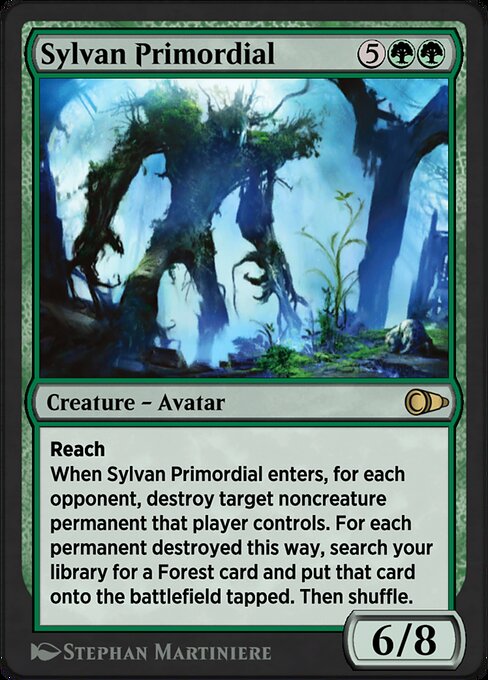 Sylvan Primordial 5
Creature – Avatar
Reach
When Sylvan Primordial enters, for each
opponent, destroy target noncreature
permanent that player controls. For each
permanent destroyed this way, search your
library for a Forest card and put that card
onto the battlefield tapped. Then shuffle.
6/8
Stephan Martiniere